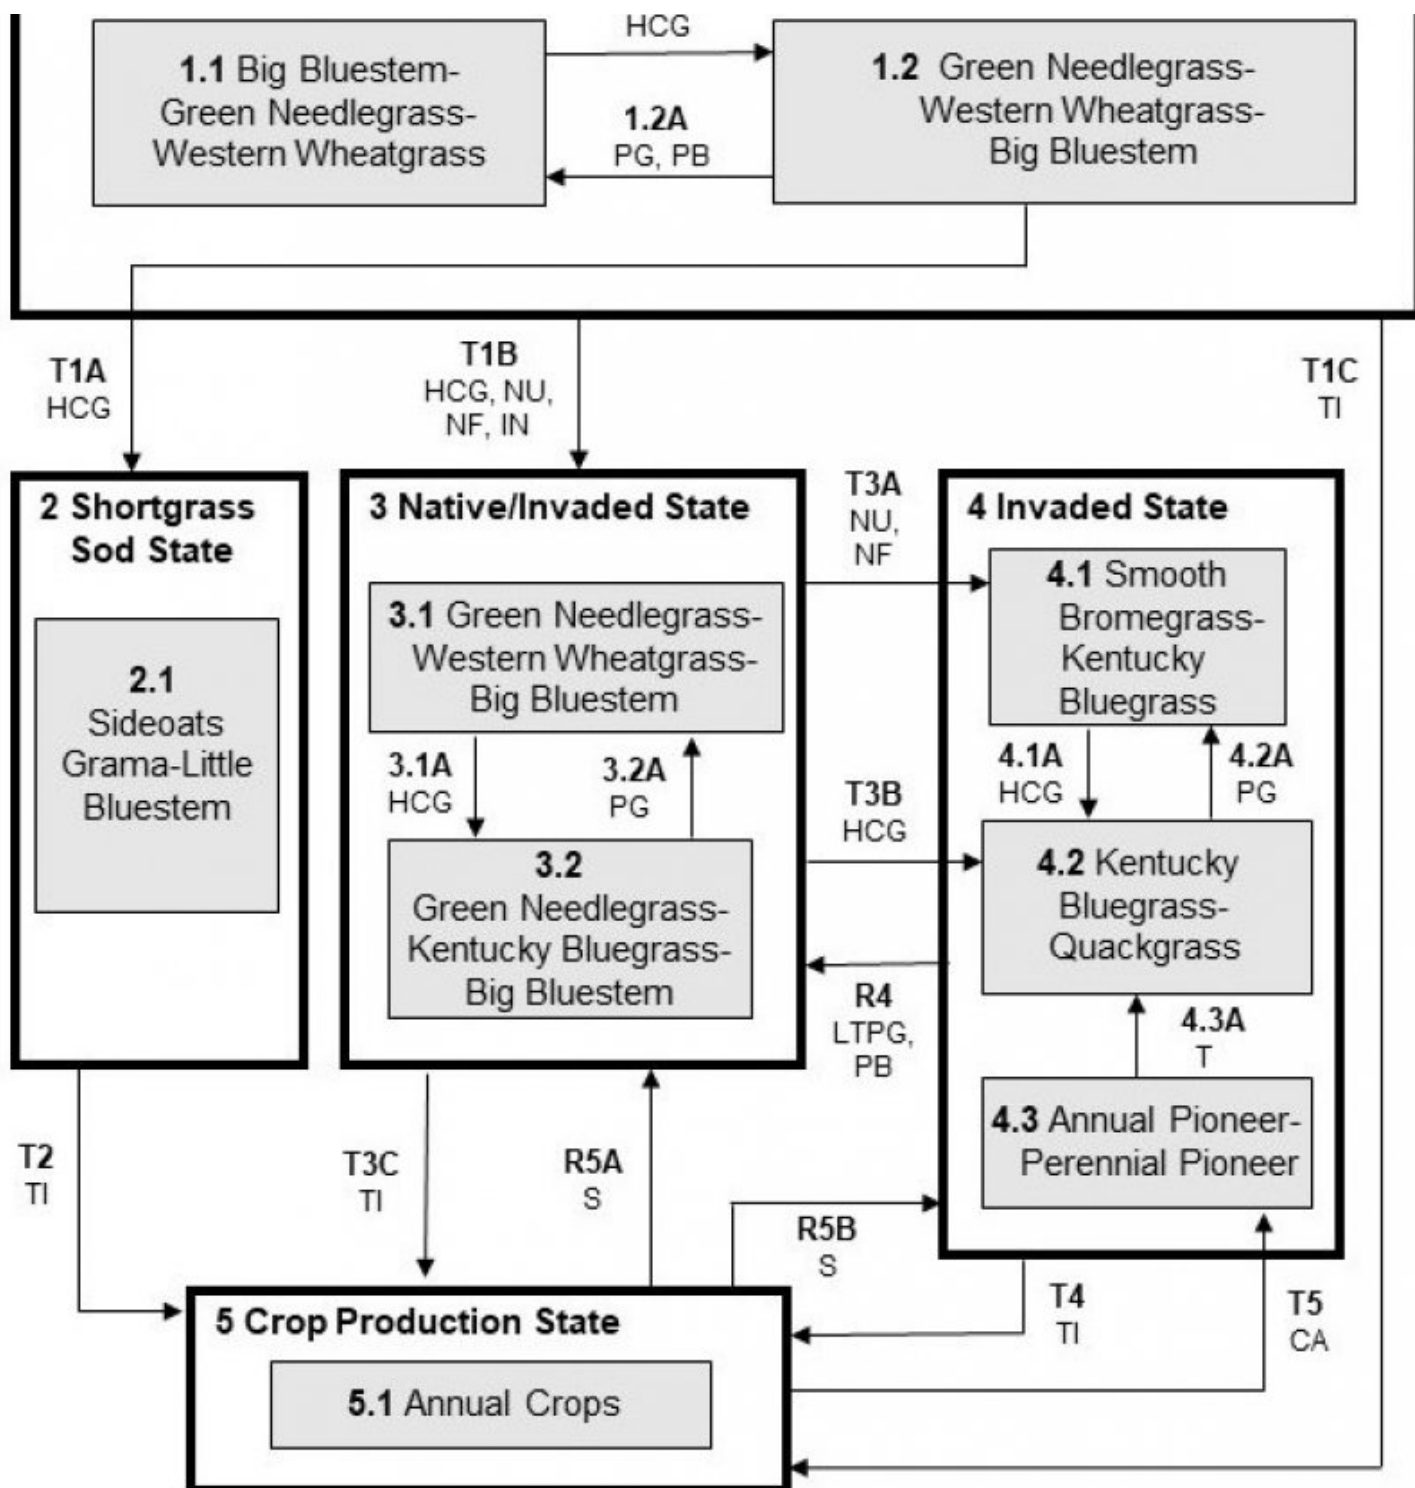 HCG
1.1 Big Bluestem-
Green Needlegrass-
Western Wheatgrass
1.2A
PG, PB
1.2 Green Needlegrass-
Western Wheatgrass-
Big Bluestem
T1A
HCG
T1B
HCG, NU,
NF, IN
T1C
TI
2 Shortgrass
Sod State
2.1
Sideoats
Grama-Little
Bluestem
3 Native/Invaded State
3.1 Green Needlegrass-
Western Wheatgrass-
Big Bluestem
3.1A
HCG
3.2A
PG
3.2
Green Needlegrass-
Kentucky Bluegrass-
Big Bluestem
T3A
NU,
NF
T3B
HCG
R4
LTPG,
PB
4 Invaded State
4.1 Smooth
Bromegrass-
Kentucky
Bluegrass
4.1A
HCG
4.2A
PG
4.2 Kentucky
Bluegrass-
Quackgrass
4.3A
T
4.3 Annual Pioneer-
Perennial Pioneer
T2
TI
T3C
TI
R5A
S
R5B
S
T4
TI
T5
CA
5 Crop Production State
5.1 Annual Crops